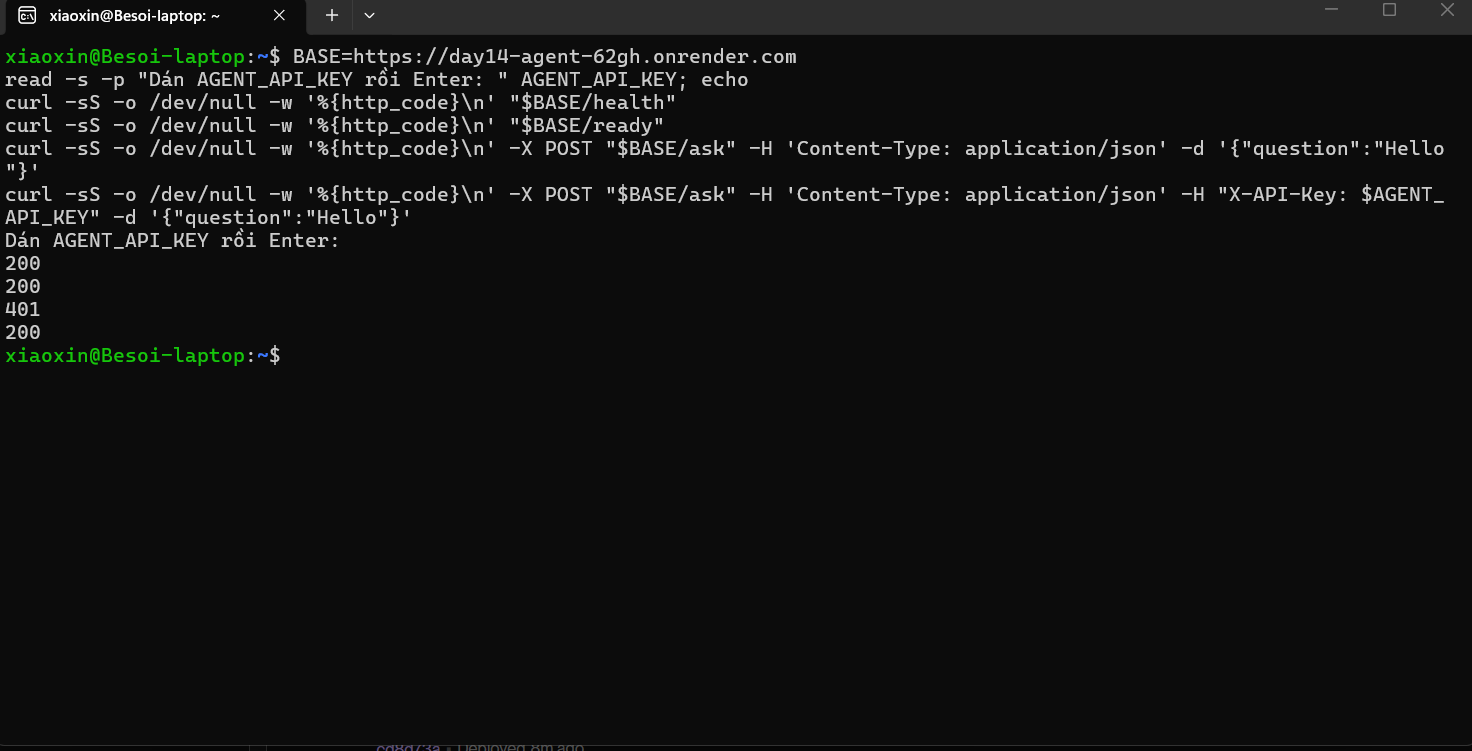 xiaoxin@Besoi-laptop: ~
xiaoxin@Besoi-laptop:~$ BASE=https://day14-agent-62gh.onrender.com
read -s -p "Dán AGENT_API_KEY rồi Enter: " AGENT_API_KEY; echo
curl -sS -o /dev/null -w '%{http_code}\n' "$BASE/health"
curl -sS -o /dev/null -w '%{http_code}\n' "$BASE/ready"
curl -sS -o /dev/null -w '%{http_code}\n' -X POST "$BASE/ask" -H 'Content-Type: application/json' -d '{"question":"Hello
"}'
curl -sS -o /dev/null -w '%{http_code}\n' -X POST "$BASE/ask" -H 'Content-Type: application/json' -H "X-API-Key: $AGENT_
API_KEY" -d '{"question":"Hello"}'
Dán AGENT_API_KEY rồi Enter:
200
200
401
200
xiaoxin@Besoi-laptop:~$
cd8d73a • Deployed 8m ago